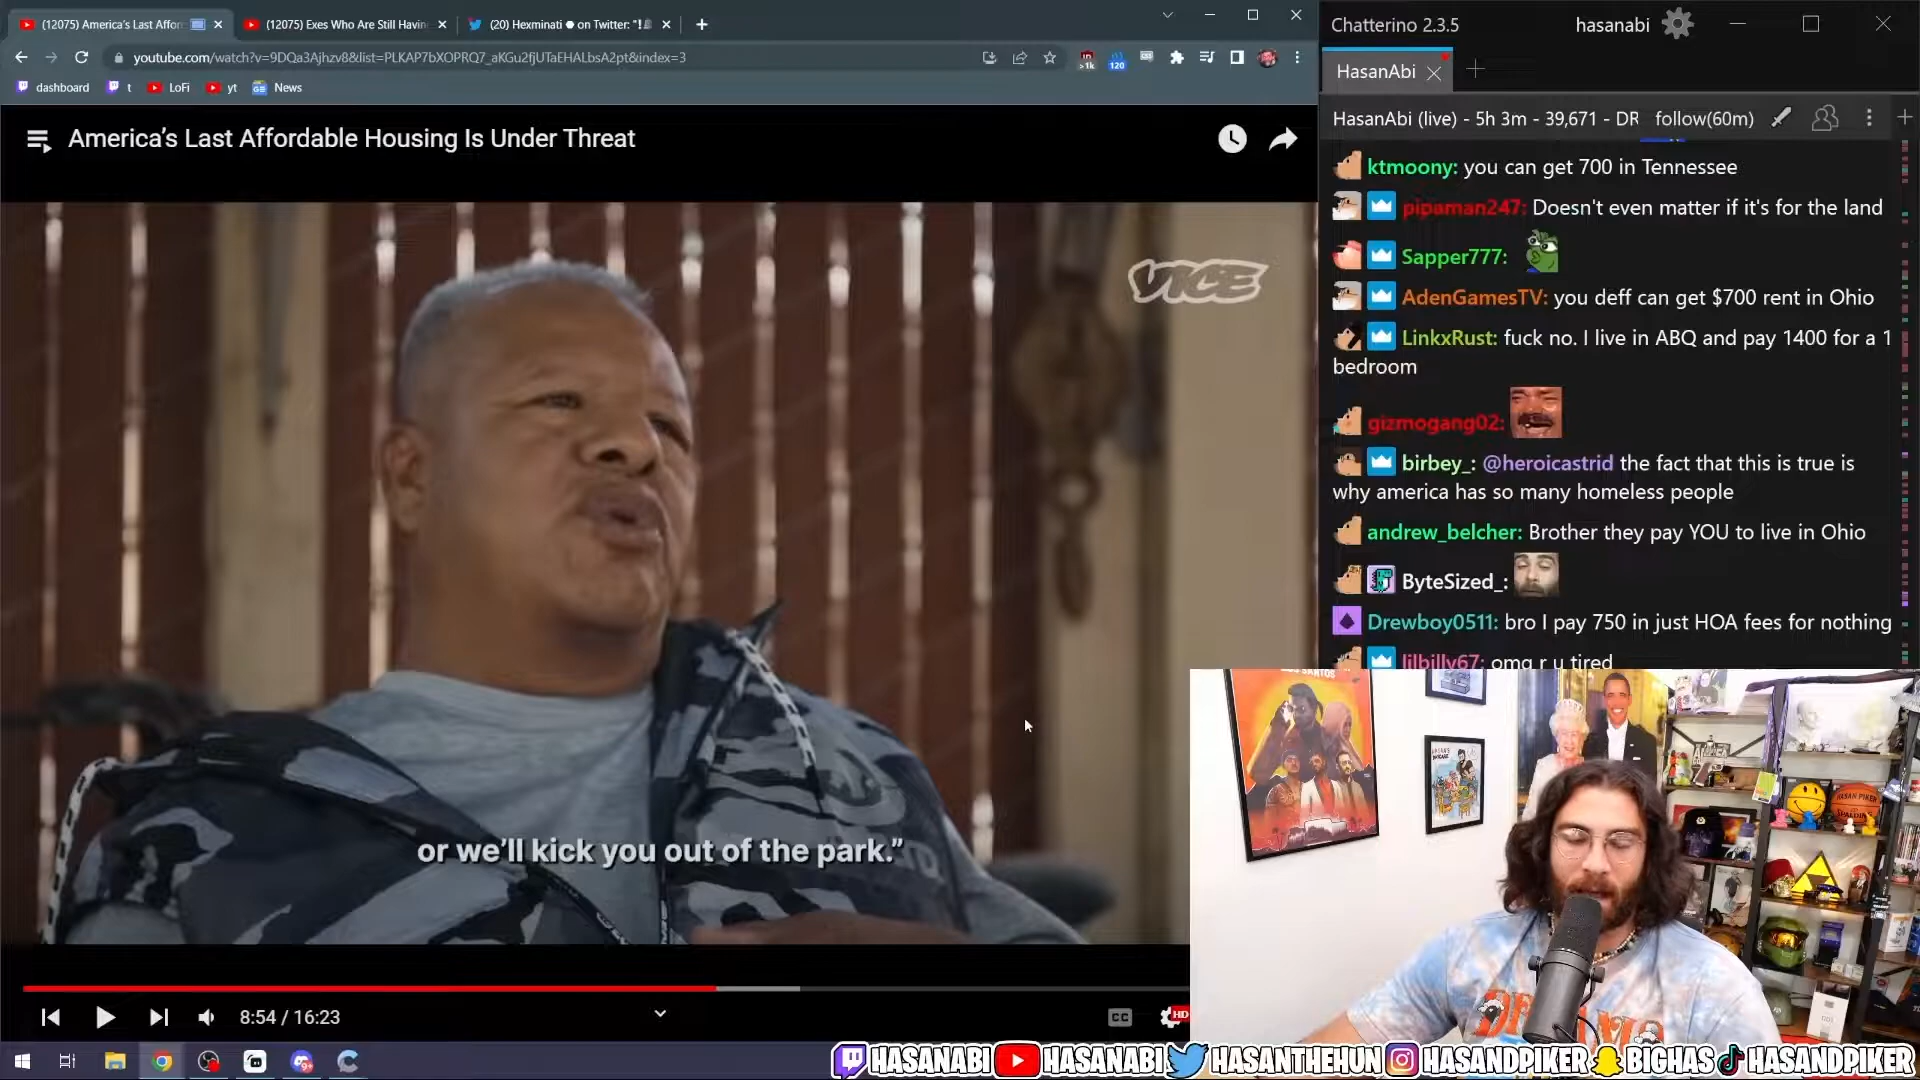 (12075) America's Last Affor
(12075) Exes Who Are Still Havin
(20) Hexminati on Twitter: "!
youtube.com/watch?v=9DQa3Ajhzv8&list=PLKAP7bXOPRQ7_aKGu2fjUTaEHALbsA2pt&index=3
>1k
120
dashboard
t
LoFi
yt
News
America's Last Affordable Housing Is Under Threat
VICE
or we'll kick you out of the park."
8:54 / 16:23
CC
HD
Chatterino 2.3.5
hasanabi
HasanAbi
HasanAbi (live) - 5h 3m - 39,671 - DR
follow(60m)
ktmoony: you can get 700 in Tennessee
pipaman247: Doesn't even matter if it's for the land
Sapper777:
AdenGamesTV: you deff can get $700 rent in Ohio
LinkxRust: fuck no. I live in ABQ and pay 1400 for a 1
bedroom
gizmogang02:
birbey_: @heroicastrid the fact that this is true is
why america has so many homeless people
andrew_belcher: Brother they pay YOU to live in Ohio
ByteSized_:
Drewboy0511: bro I pay 750 in just HOA fees for nothing
lilbilly67: omg r u tired
HASAN PIKER
SPALDING
HASANABI
HASANABI
HASANTHEHUN
HASANDPIKER
BIGHAS
HASANDPIKER